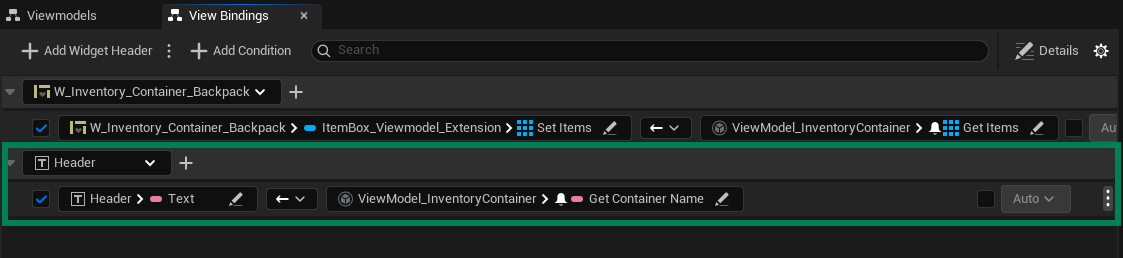 Viewmodels View Bindings
Add Widget Header Add Condition Search Details
W_Inventory_Container_Backpack
W_Inventory_Container_Backpack ItemBox_Viewmodel_Extension Set Items ViewModel_InventoryContainer Get Items Au
Header
Header Text ViewModel_InventoryContainer Get Container Name Auto